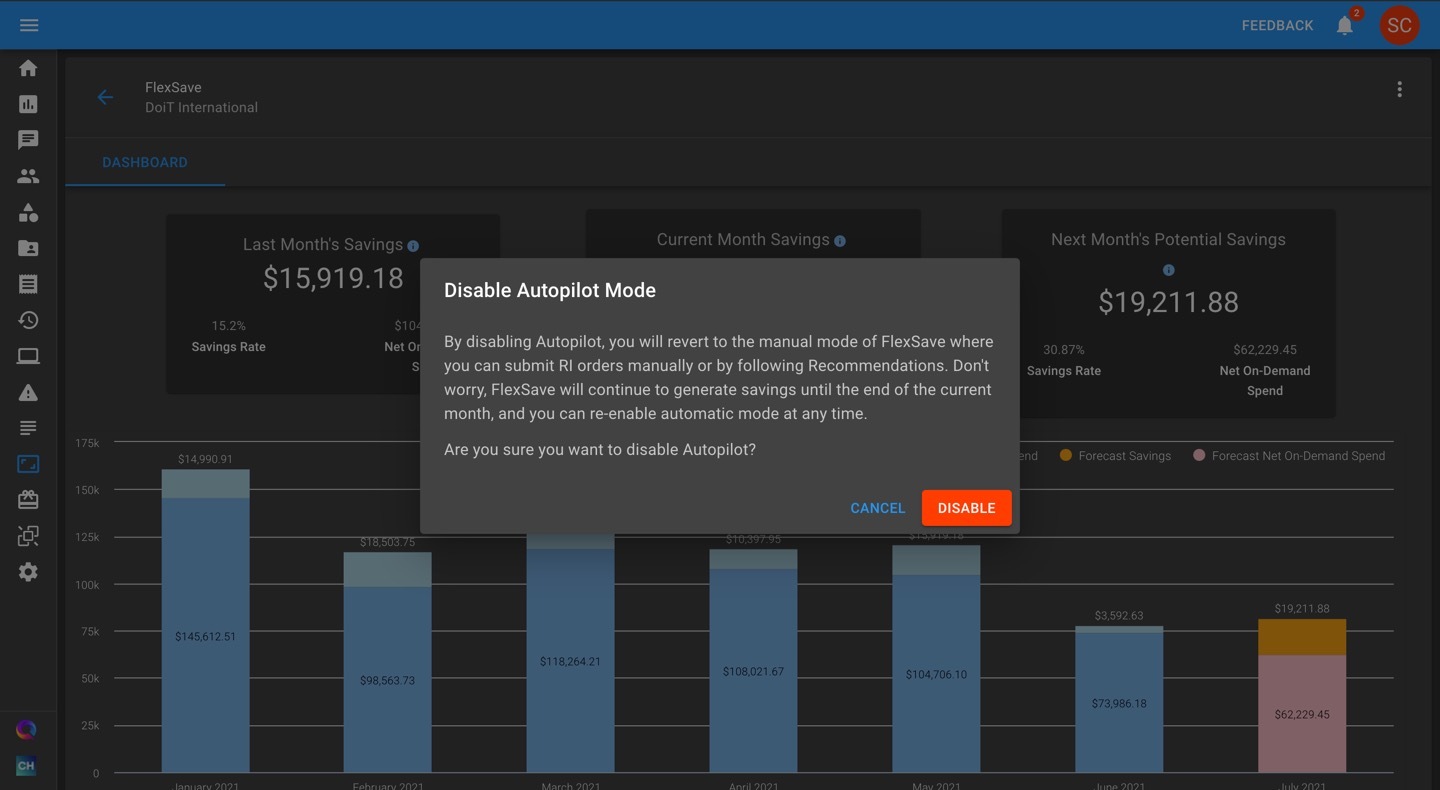 FEEDBACK
2
SC
FlexSave
DoiT International
DASHBOARD
Last Month's Savings
$15,919.18
15.2%
Savings Rate
$104
Net On
S
Current Month Savings
Next Month's Potential Savings
$19,211.88
30.87%
Savings Rate
$62,229.45
Net On-Demand
Spend
Disable Autopilot Mode
By disabling Autopilot, you will revert to the manual mode of FlexSave where
you can submit RI orders manually or by following Recommendations. Don't
worry, FlexSave will continue to generate savings until the end of the current
month, and you can re-enable automatic mode at any time.
Are you sure you want to disable Autopilot?
CANCEL
DISABLE
end
Forecast Savings
Forecast Net On-Demand Spend
175k
150k
125k
100k
75k
50k
25k
0
$14,990.91
$145,612.51
$18,503.75
$98,563.73
$118,264.21
$10,397.95
$108,021.67
$15,919.18
$104,706.10
$3,592.63
$73,986.18
$19,211.88
$62,229.45
January 2021
February 2021
March 2021
April 2021
May 2021
June 2021
July 2021
CH